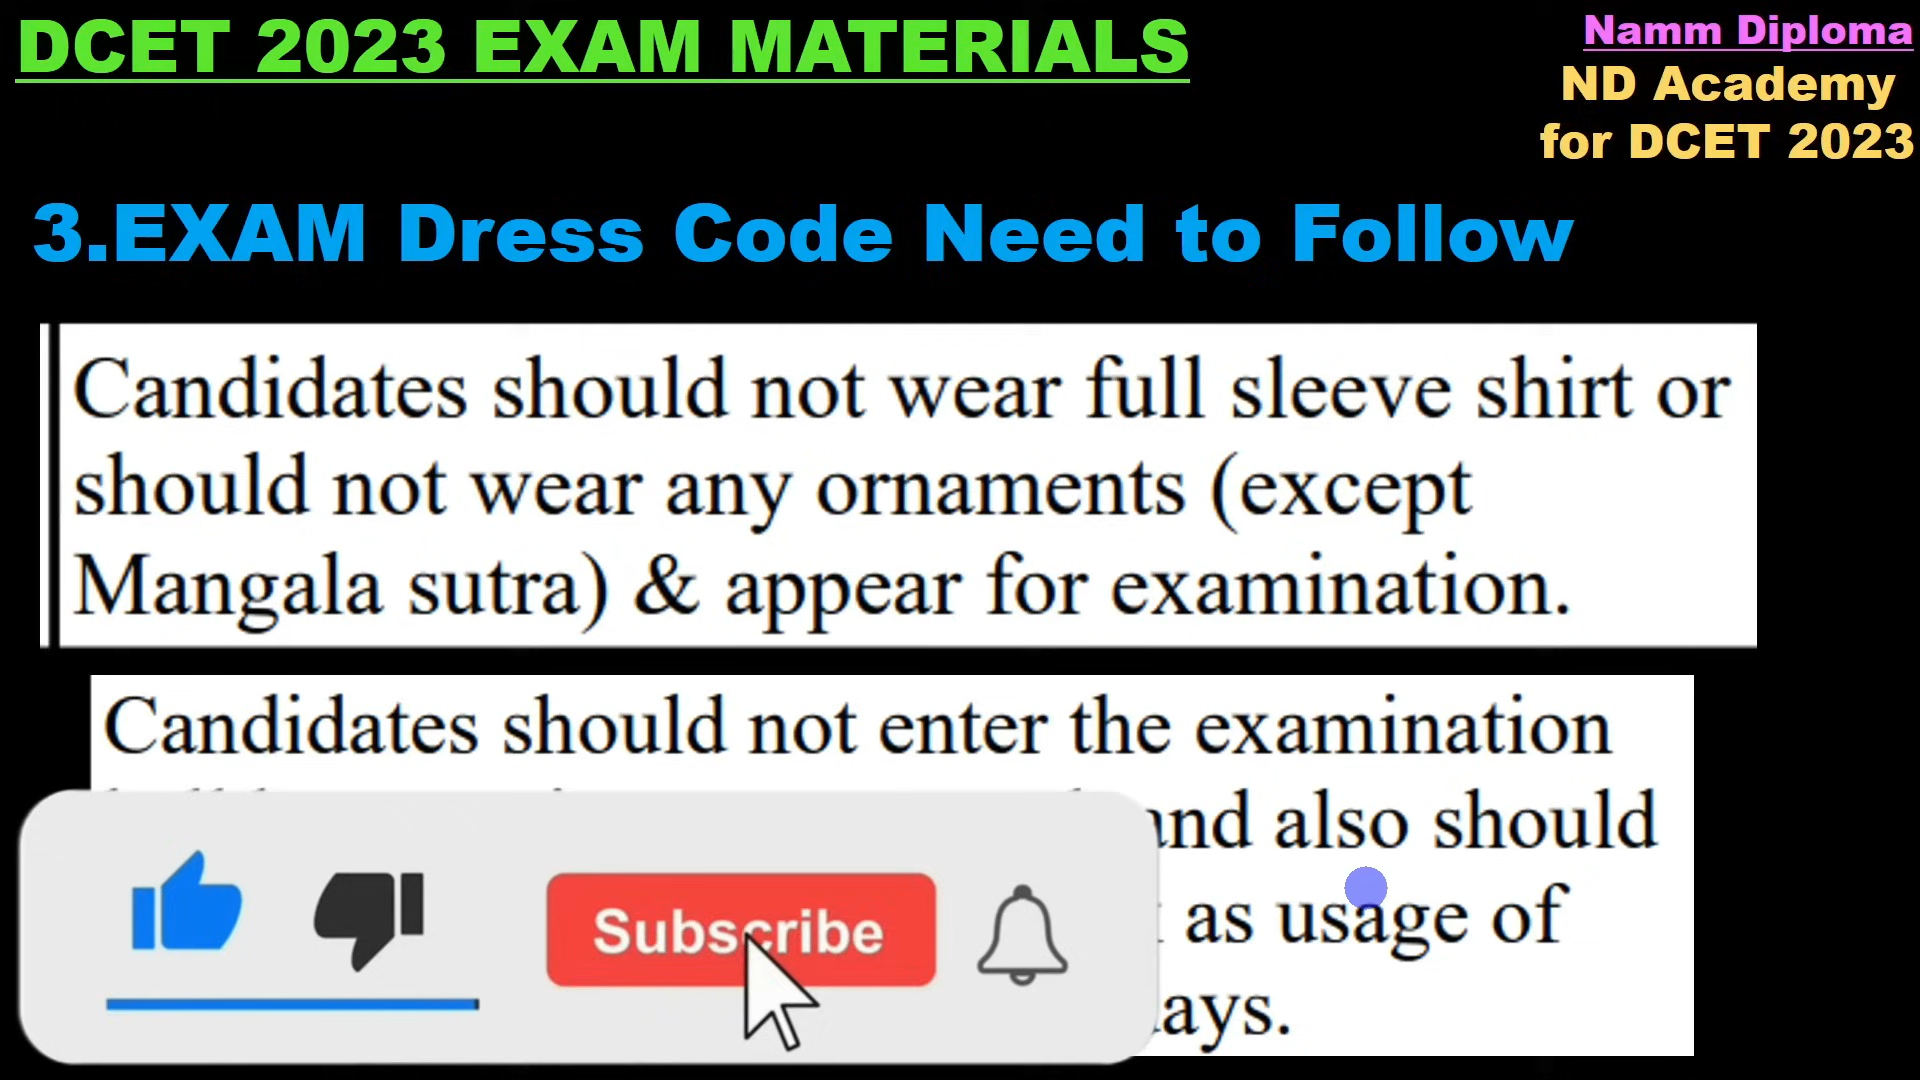 DCET 2023 EXAM MATERIALS
Namm Diploma
ND Academy
for DCET 2023
3.EXAM Dress Code Need to Follow
Candidates should not wear full sleeve shirt or
should not wear any ornaments (except
Mangala sutra) & appear for examination.
Candidates should not enter the examination
and also should
as usage of
Subscribe